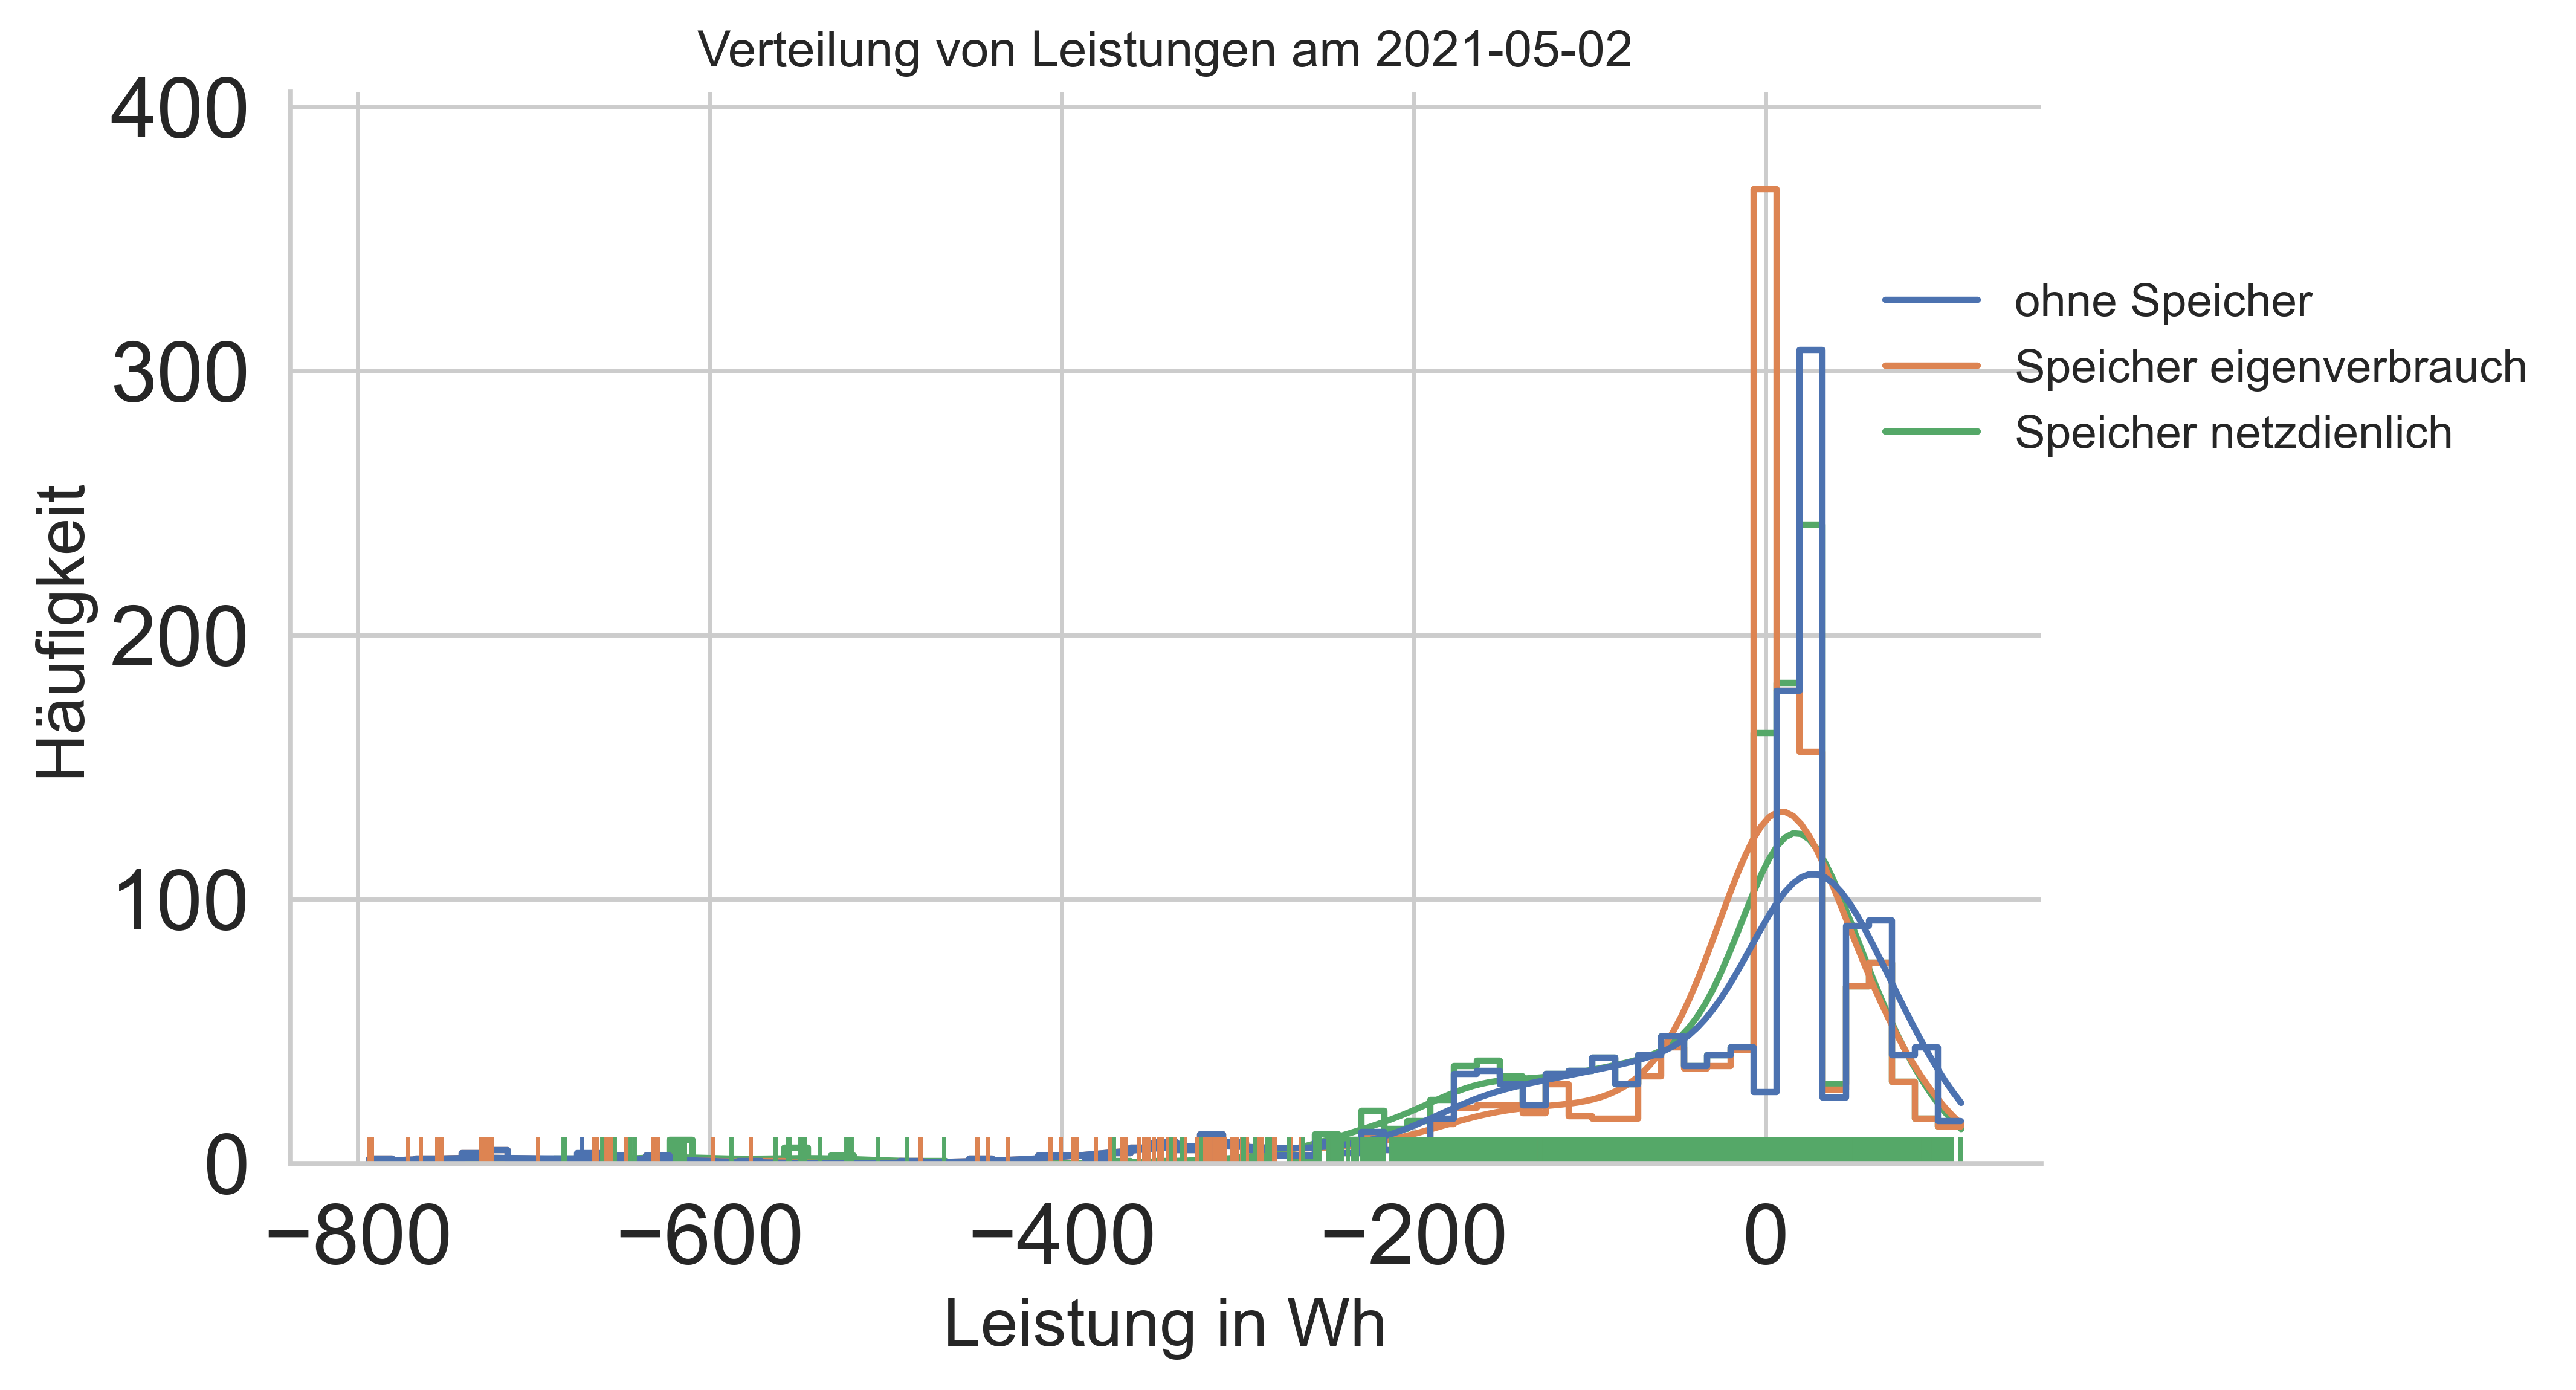 Verteilung von Leistungen am 2021-05-02
400
300
200
100
0
Häufigkeit
ohne Speicher
Speicher eigenverbrauch
Speicher netzdienlich
−800 −600 −400 −200 0
Leistung in Wh